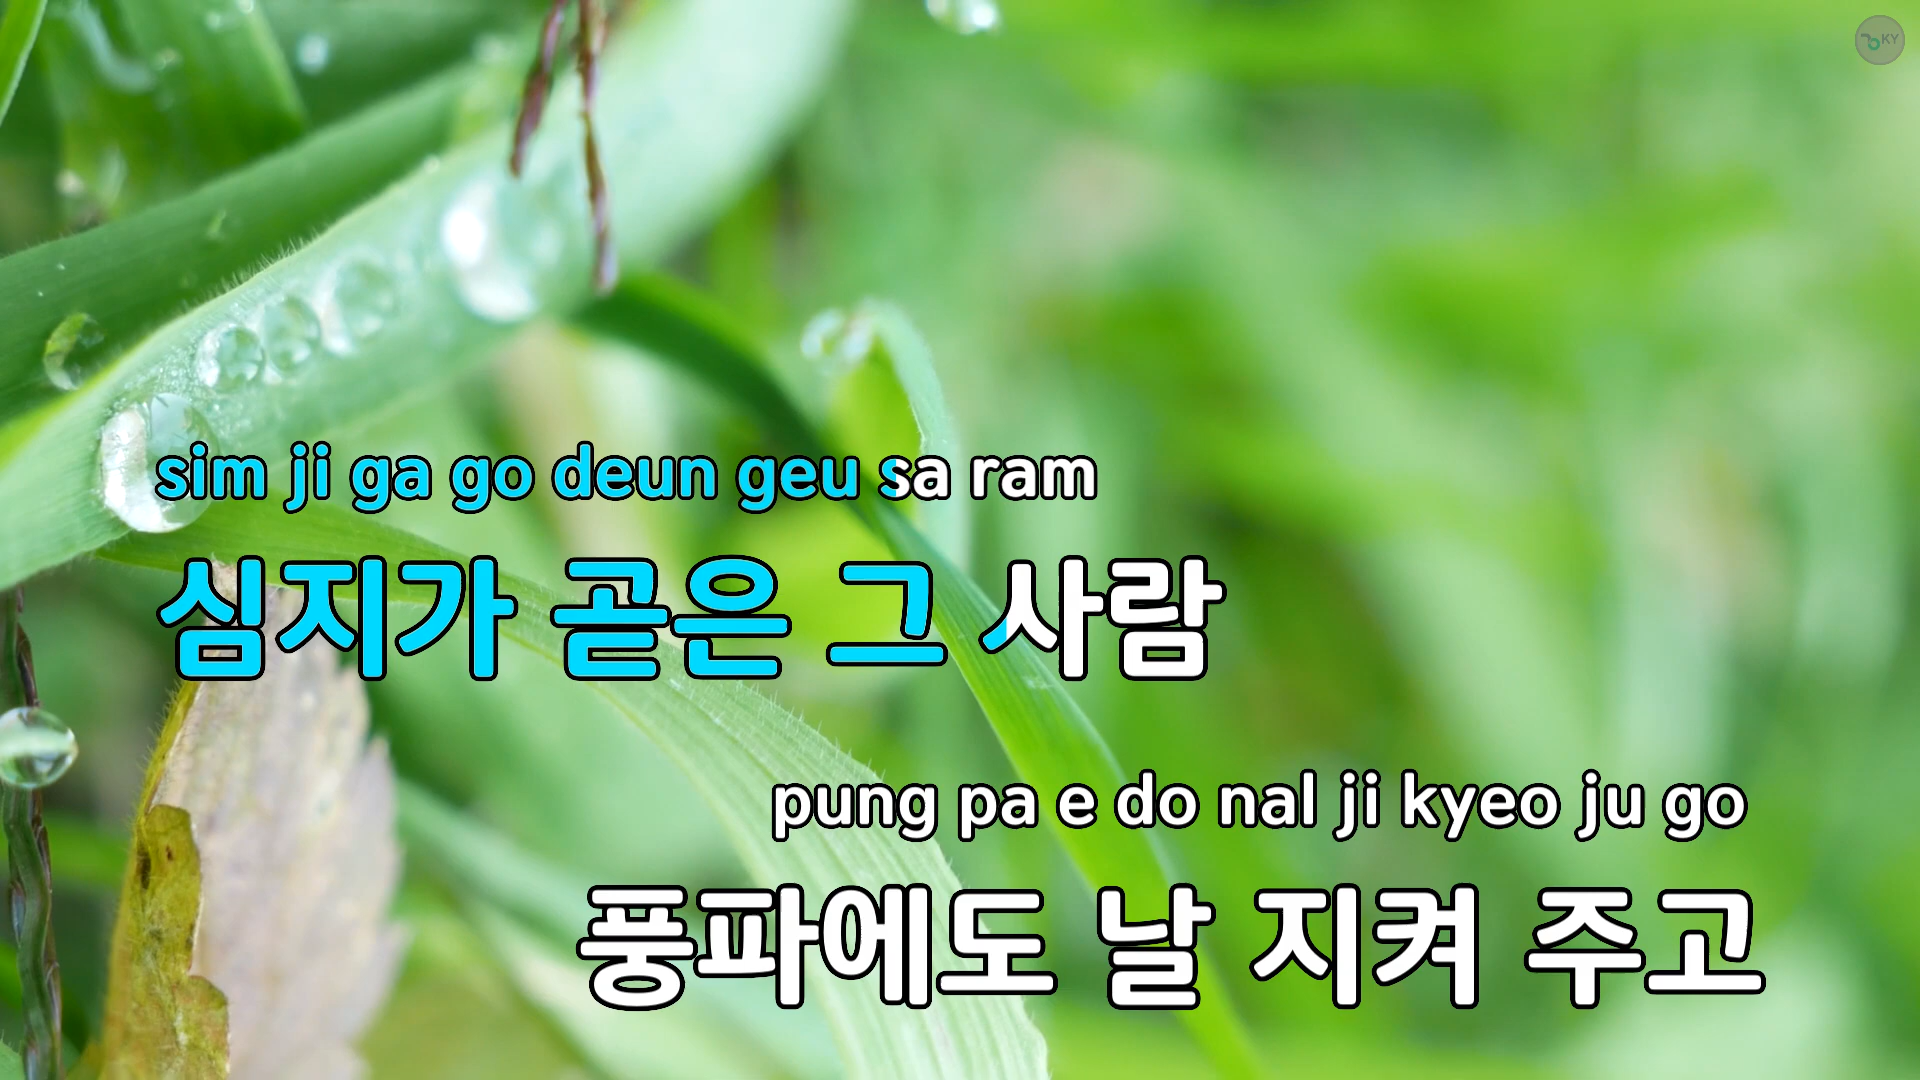 KY
sim ji ga go deun geu sa ram
심지가 곧은 그 사람
pung pa e do nal ji kyeo ju go
풍파에도 날 지켜 주고